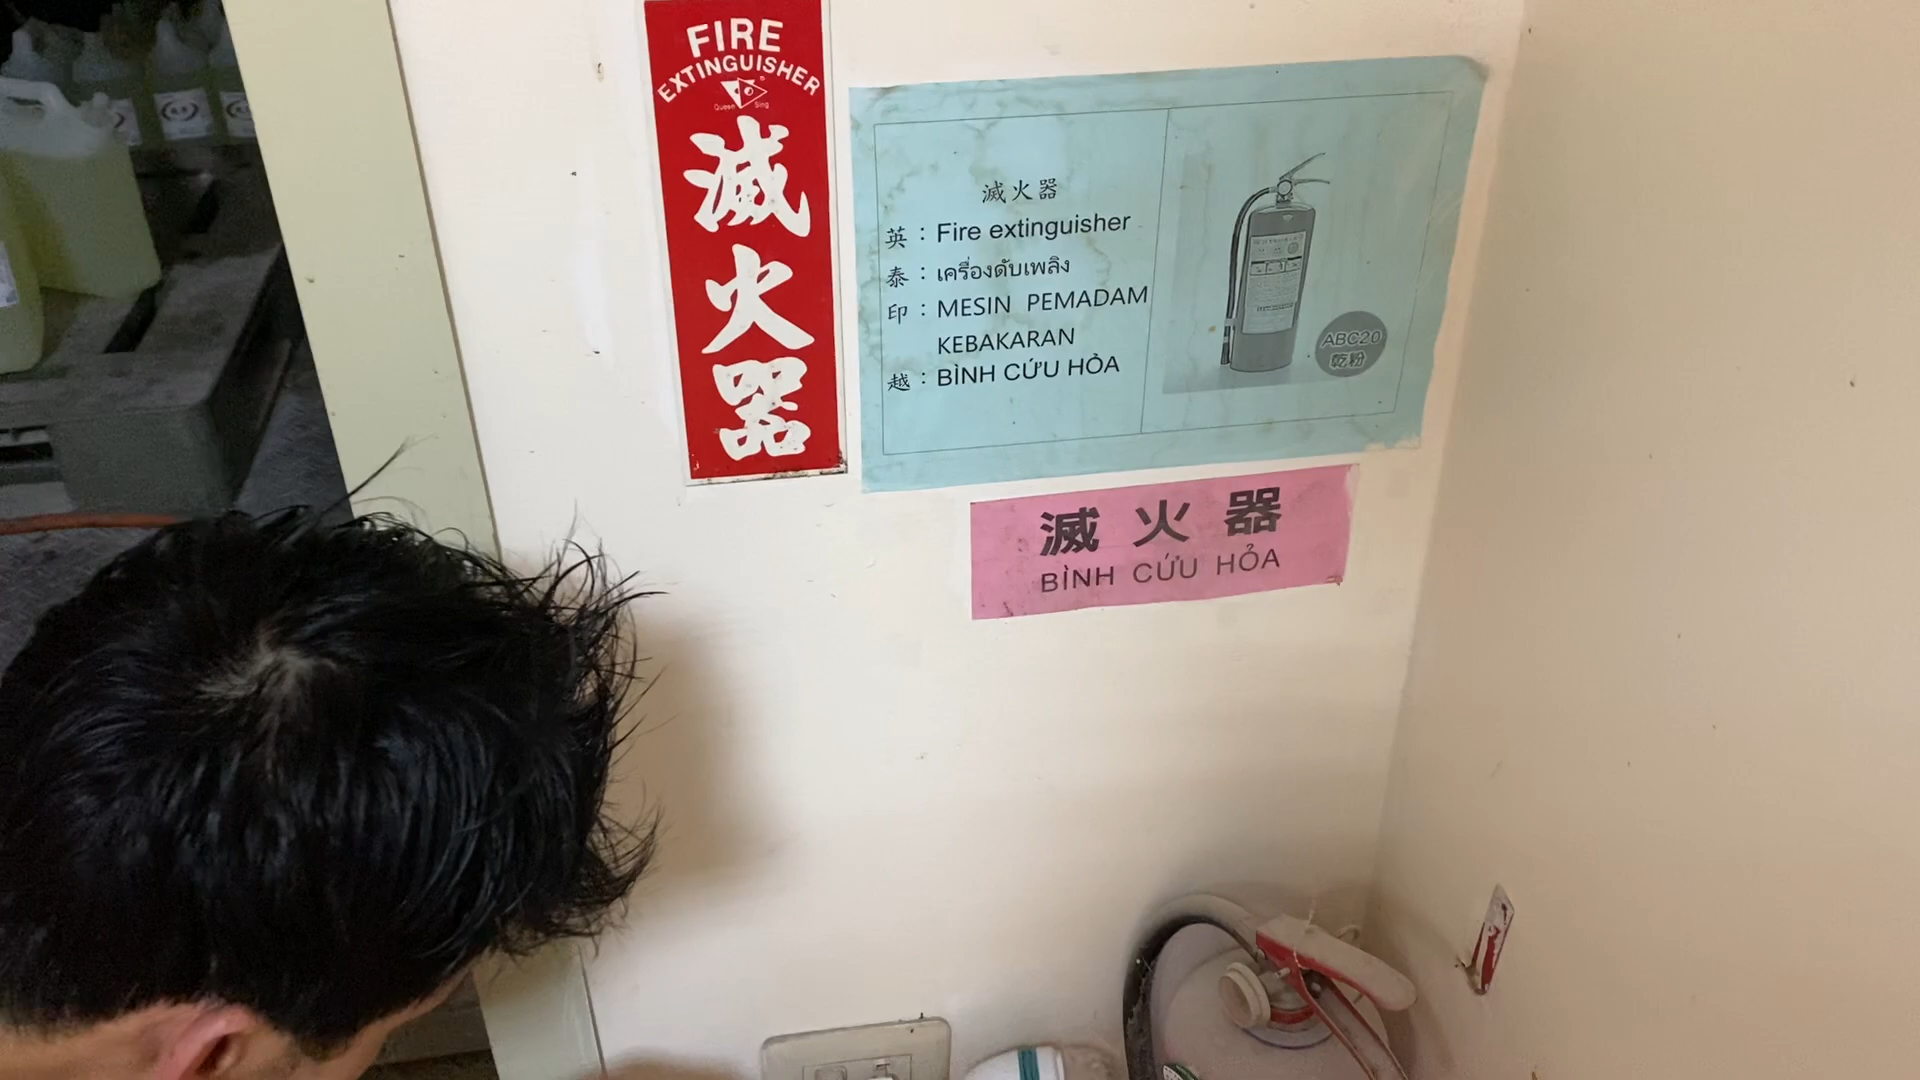 FIRE
EXTINGUISHER
Queen Sing
滅火器
滅火器
英：Fire extinguisher
泰：เครื่องดับเพลิง
印：MESIN PEMADAM
KEBAKARAN
越：BÌNH CỨU HỎA
ABC20
乾粉
滅火器
BÌNH CỨU HỎA